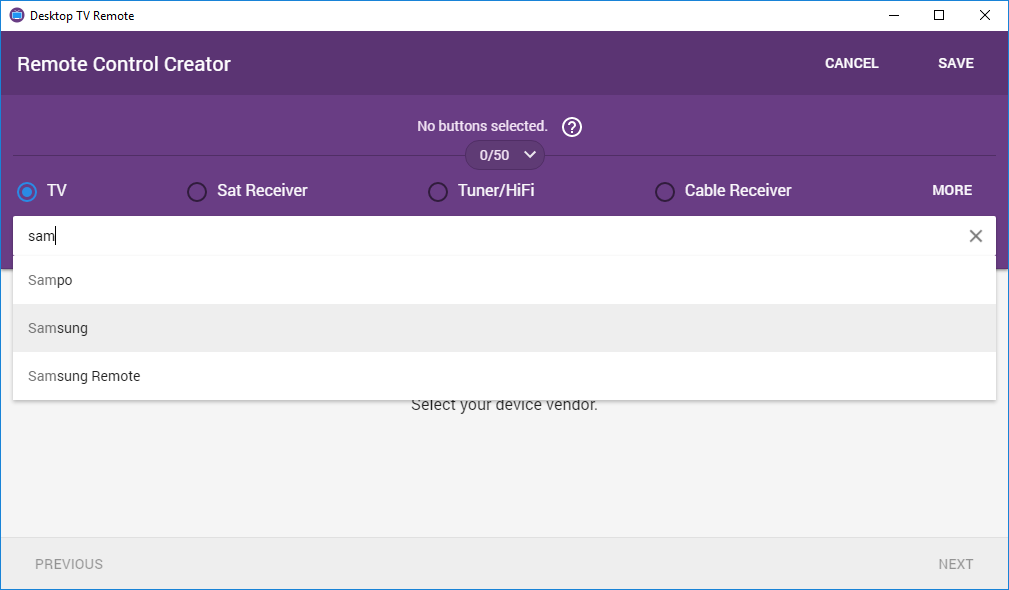 Desktop TV Remote
Remote Control Creator CANCEL SAVE
No buttons selected. ?
0/50
TV Sat Receiver Tuner/HiFi Cable Receiver MORE
sam
Sampo
Samsung
Samsung Remote
Select your device vendor.
PREVIOUS NEXT